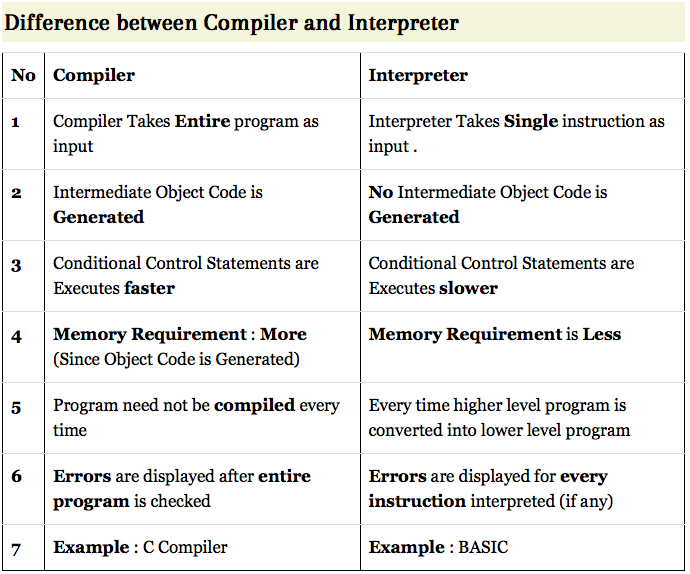 Difference between Compiler and Interpreter
No Compiler Interpreter
1 Compiler Takes Entire program as input Interpreter Takes Single instruction as input .
2 Intermediate Object Code is Generated No Intermediate Object Code is Generated
3 Conditional Control Statements are Executes faster Conditional Control Statements are Executes slower
4 Memory Requirement : More (Since Object Code is Generated) Memory Requirement is Less
5 Program need not be compiled every time Every time higher level program is converted into lower level program
6 Errors are displayed after entire program is checked Errors are displayed for every instruction interpreted (if any)
7 Example : C Compiler Example : BASIC